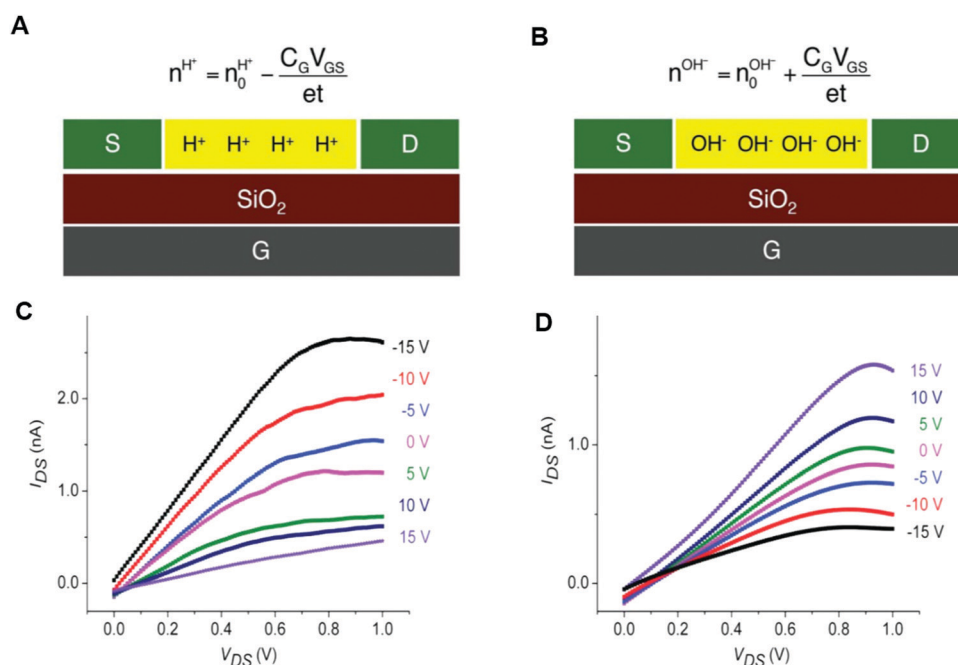 A
n^H⁺ = n₀^H⁺ − C_G V_GS / et
S H⁺ H⁺ H⁺ H⁺ D
SiO₂
G
B
n^OH⁻ = n₀^OH⁻ + C_G V_GS / et
S OH⁻ OH⁻ OH⁻ OH⁻ D
SiO₂
G
C
I_DS (nA)
2.0
1.0
0.0
0.0 0.2 0.4 0.6 0.8 1.0
V_DS (V)
-15 V
-10 V
-5 V
0 V
5 V
10 V
15 V
D
I_DS (nA)
1.0
0.0
0.0 0.2 0.4 0.6 0.8 1.0
V_DS (V)
15 V
10 V
5 V
0 V
-5 V
-10 V
-15 V